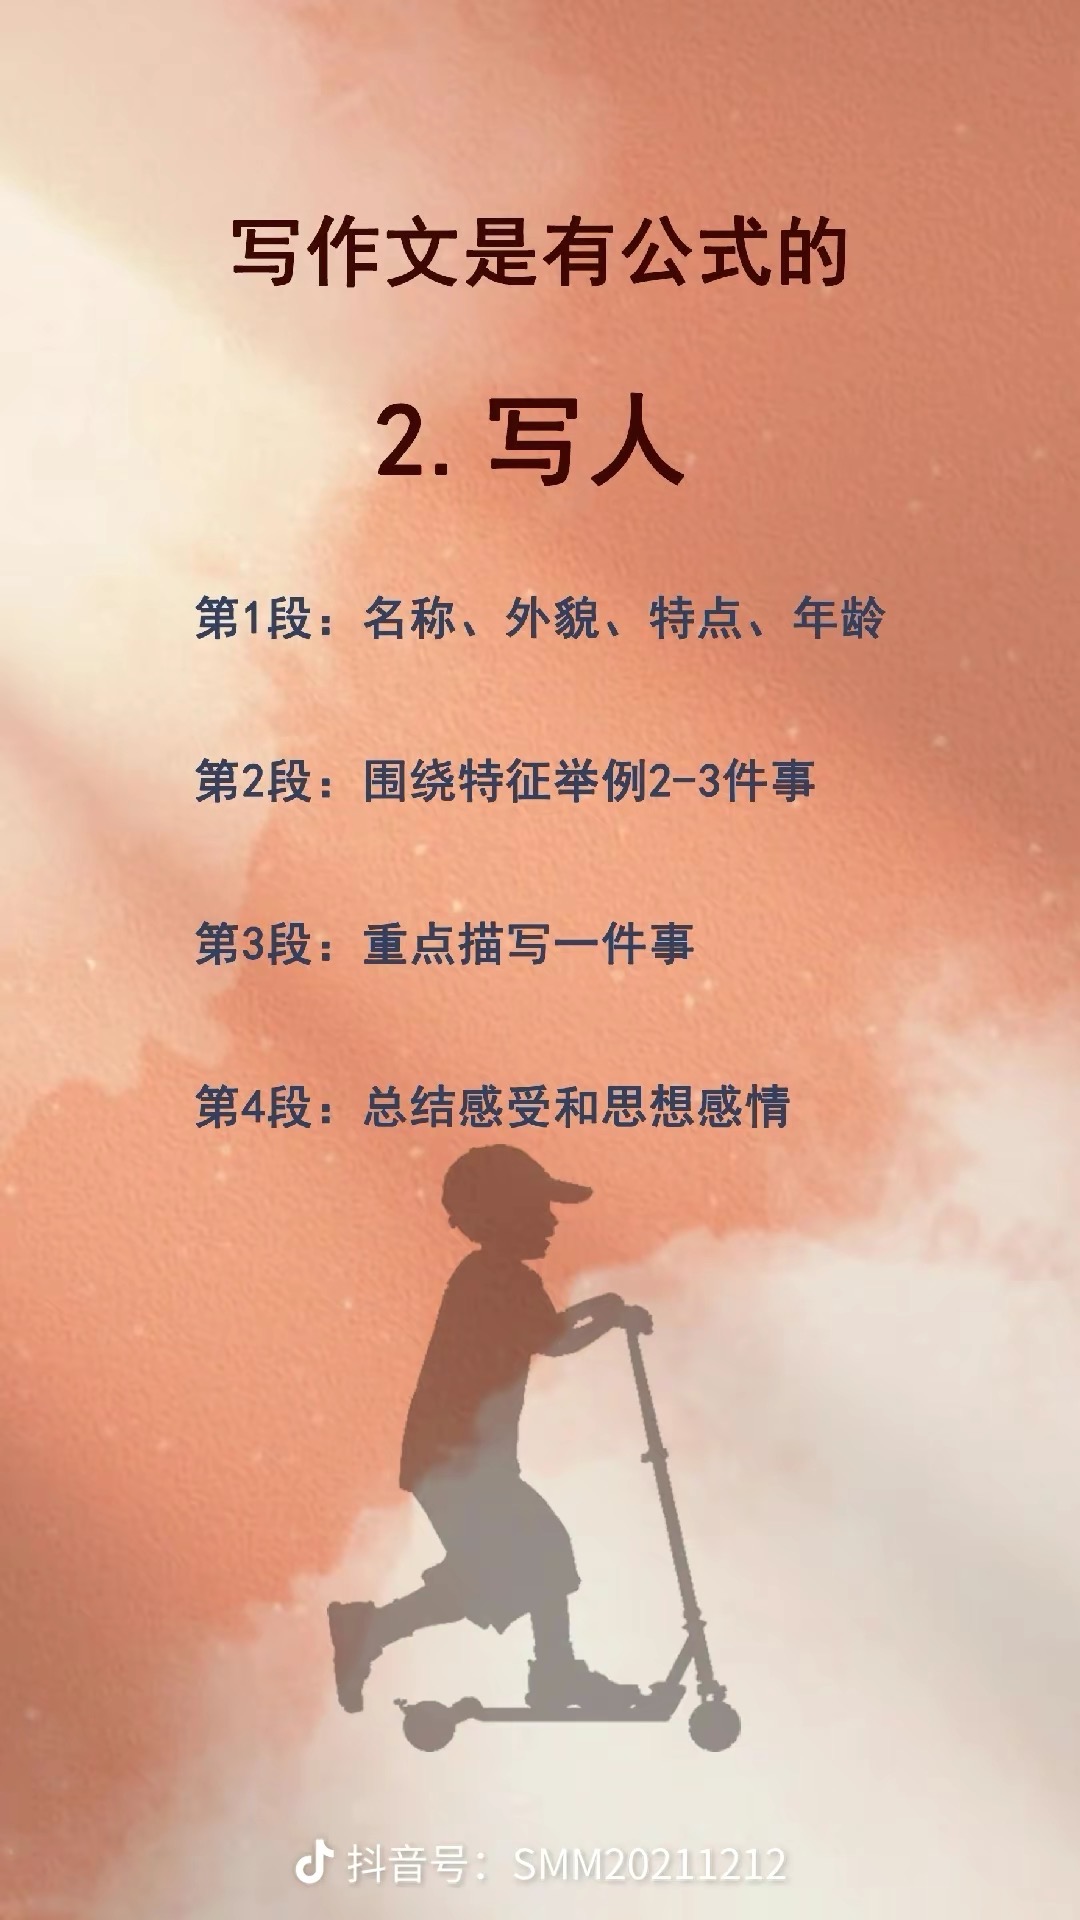 写作文是有公式的
2.写人
第1段：名称、外貌、特点、年龄
第2段：围绕特征举例2-3件事
第3段：重点描写一件事
第4段：总结感受和思想感情
抖音号：SMM20211212